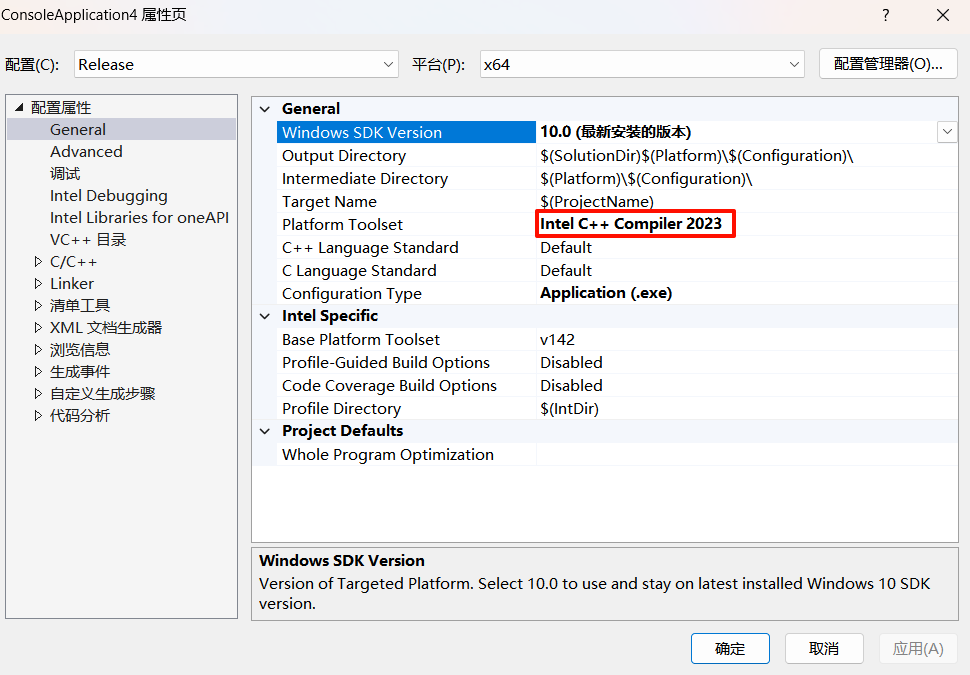 ConsoleApplication4 属性页
配置(C): Release 平台(P): x64 配置管理器(O)...
配置属性
General
Advanced
调试
Intel Debugging
Intel Libraries for oneAPI
VC++ 目录
C/C++
Linker
清单工具
XML 文档生成器
浏览信息
生成事件
自定义生成步骤
代码分析
General
Windows SDK Version 10.0 (最新安装的版本)
Output Directory $(SolutionDir)$(Platform)\$(Configuration)\
Intermediate Directory $(Platform)\$(Configuration)\
Target Name $(ProjectName)
Platform Toolset Intel C++ Compiler 2023
C++ Language Standard Default
C Language Standard Default
Configuration Type Application (.exe)
Intel Specific
Base Platform Toolset v142
Profile-Guided Build Options Disabled
Code Coverage Build Options Disabled
Profile Directory $(IntDir)
Project Defaults
Whole Program Optimization
Windows SDK Version
Version of Targeted Platform. Select 10.0 to use and stay on latest installed Windows 10 SDK
version.
确定 取消 应用(A)